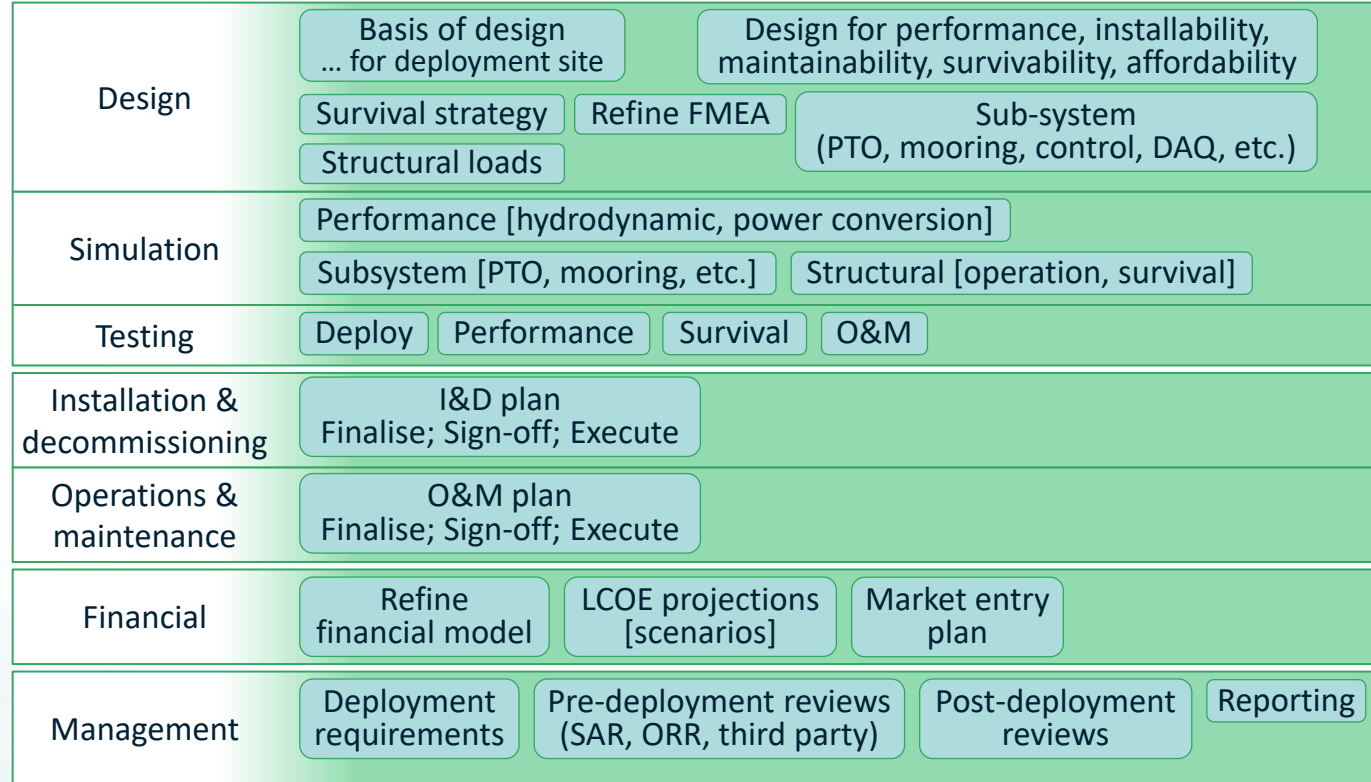 Design
Basis of design
... for deployment site
Design for performance, installability,
maintainability, survivability, affordability
Survival strategy
Refine FMEA
Sub-system
(PTO, mooring, control, DAQ, etc.)
Structural loads
Simulation
Performance [hydrodynamic, power conversion]
Subsystem [PTO, mooring, etc.]
Structural [operation, survival]
Testing
Deploy
Performance
Survival
O&M
Installation &
decommissioning
I&D plan
Finalise; Sign-off; Execute
Operations &
maintenance
O&M plan
Finalise; Sign-off; Execute
Financial
Refine
financial model
LCOE projections
[scenarios]
Market entry
plan
Management
Deployment
requirements
Pre-deployment reviews
(SAR, ORR, third party)
Post-deployment
reviews
Reporting